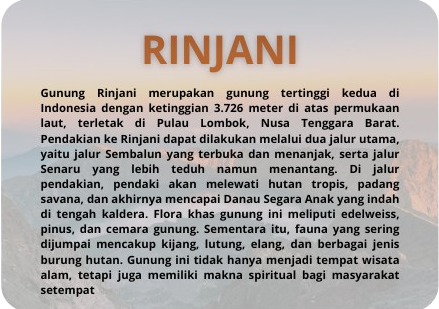 RINJANI
Gunung Rinjani merupakan gunung tertinggi kedua di
Indonesia dengan ketinggian 3.726 meter di atas permukaan
laut, terletak di Pulau Lombok, Nusa Tenggara Barat.
Pendakian ke Rinjani dapat dilakukan melalui dua jalur utama,
yaitu jalur Sembalun yang terbuka dan menanjak, serta jalur
Senaru yang lebih teduh namun menantang. Di jalur
pendakian, pendaki akan melewati hutan tropis, padang
savana, dan akhirnya mencapai Danau Segara Anak yang indah
di tengah kaldera. Flora khas gunung ini meliputi edelweiss,
pinus, dan cemara gunung. Sementara itu, fauna yang sering
dijumpai mencakup kijang, lutung, elang, dan berbagai jenis
burung hutan. Gunung ini tidak hanya menjadi tempat wisata
alam, tetapi juga memiliki makna spiritual bagi masyarakat
setempat